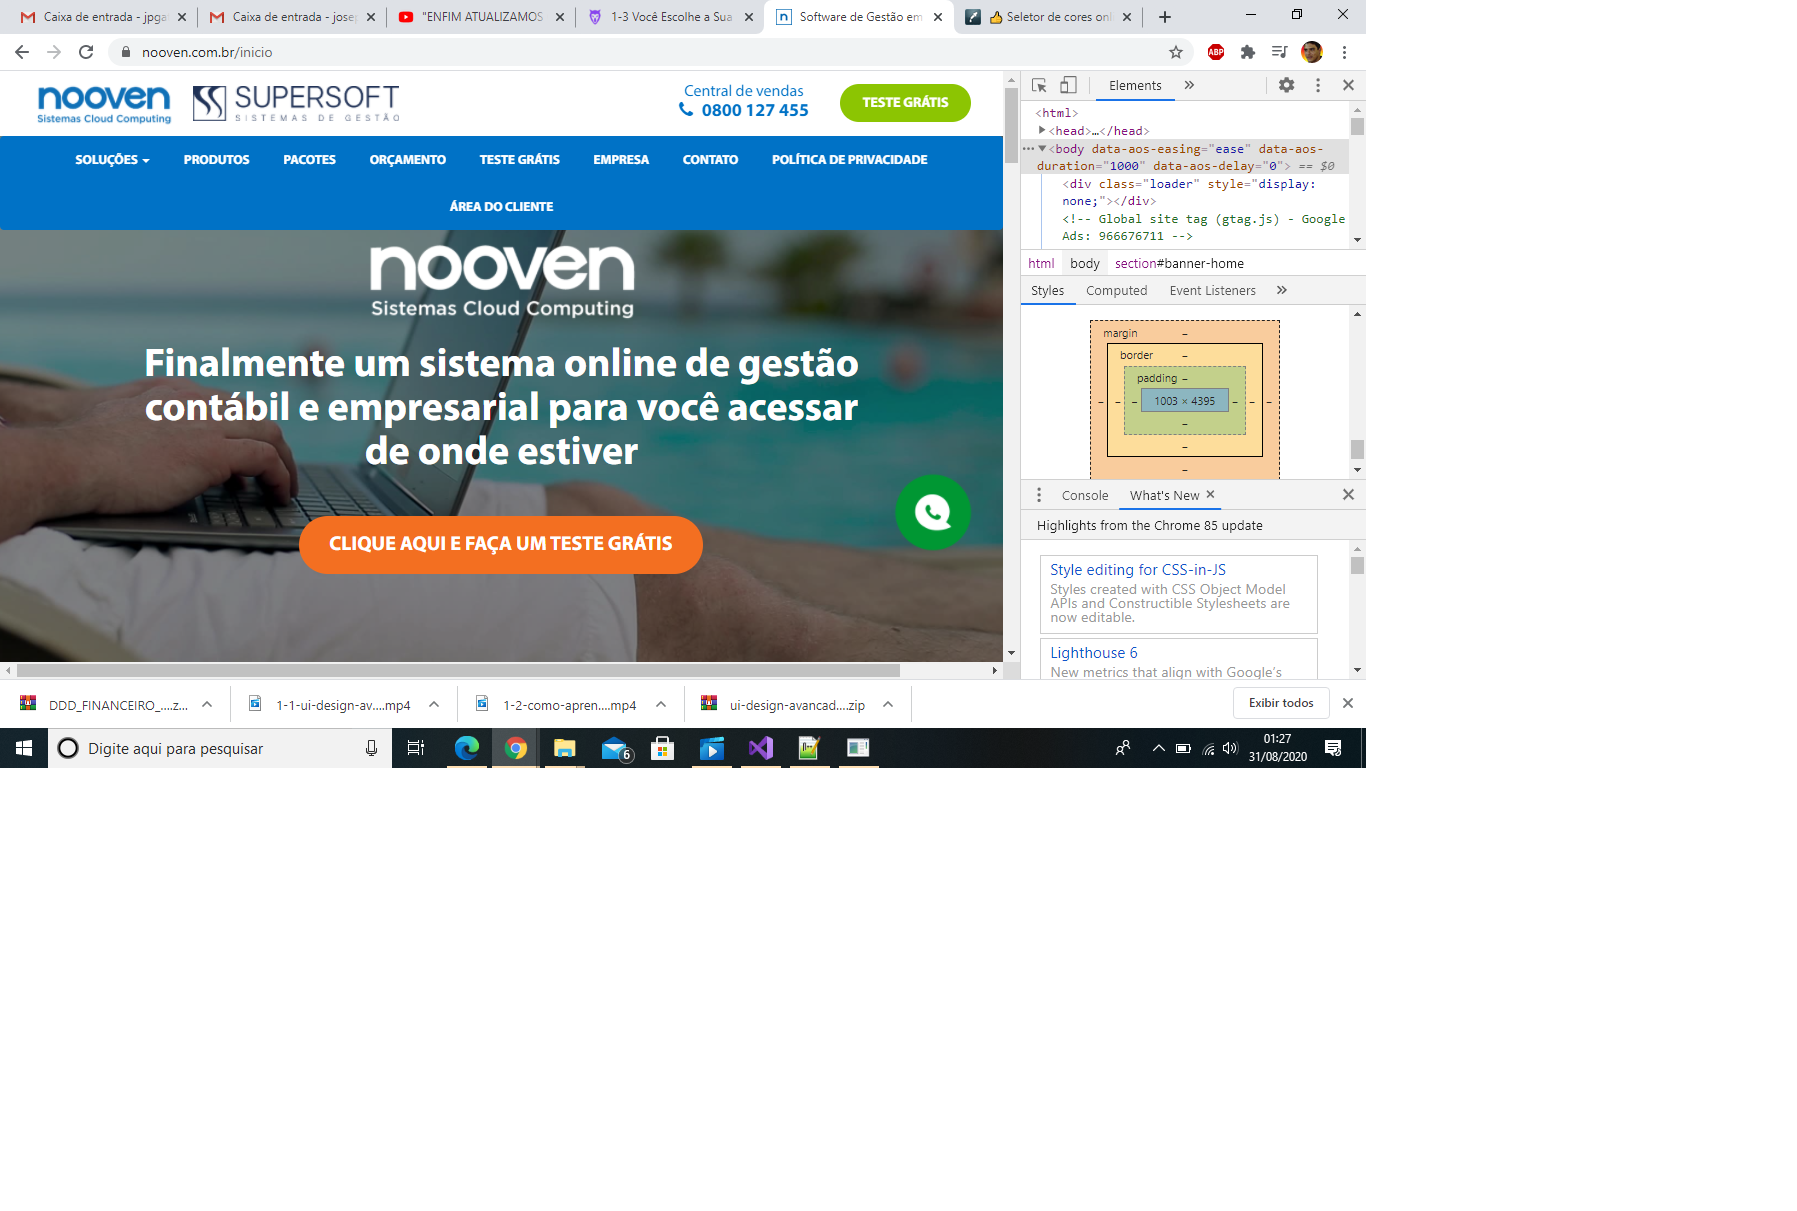 Caixa de entrada - jpga
Caixa de entrada - josep
"ENFIM ATUALIZAMOS
1-3 Você Escolhe a Sua
Software de Gestão em
👍 Seletor de cores onl
nooven.com.br/inicio
ABP
nooven
Sistemas Cloud Computing
SUPERSOFT
SISTEMAS DE GESTÃO
Central de vendas
0800 127 455
TESTE GRÁTIS
SOLUÇÕES
PRODUTOS
PACOTES
ORÇAMENTO
TESTE GRÁTIS
EMPRESA
CONTATO
POLÍTICA DE PRIVACIDADE
ÁREA DO CLIENTE
nooven
Sistemas Cloud Computing
Finalmente um sistema online de gestão
contábil e empresarial para você acessar
de onde estiver
CLIQUE AQUI E FAÇA UM TESTE GRÁTIS
Elements
<html>
<head>…</head>
<body data-aos-easing="ease" data-aos-
duration="1000" data-aos-delay="0"> == $0
<div class="loader" style="display:
none;"></div>
<!-- Global site tag (gtag.js) - Google
Ads: 966676711 -->
html body section#banner-home
Styles Computed Event Listeners
margin –
border –
padding –
– – – 1003 × 4395 – – –
–
–
–
Console What's New
Highlights from the Chrome 85 update
Style editing for CSS-in-JS
Styles created with CSS Object Model
APIs and Constructible Stylesheets are
now editable.
Lighthouse 6
New metrics that align with Google's
DDD_FINANCEIRO_....z...
1-1-ui-design-av....mp4
1-2-como-apren....mp4
ui-design-avancad....zip
Exibir todos
Digite aqui para pesquisar
6
01:27
31/08/2020